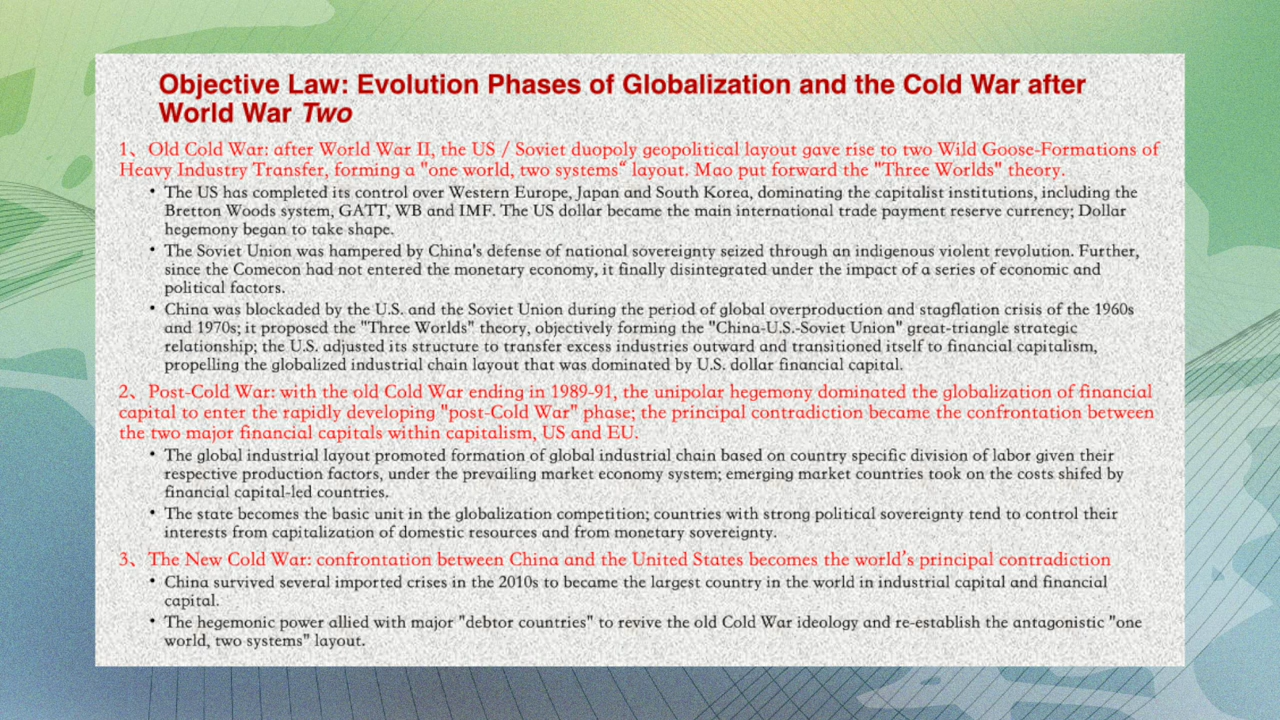 Objective Law: Evolution Phases of Globalization and the Cold War after
World War Two
1、Old Cold War: after World War II, the US / Soviet duopoly geopolitical layout gave rise to two Wild Goose-Formations of
Heavy Industry Transfer, forming a "one world, two systems“ layout. Mao put forward the "Three Worlds" theory.
• The US has completed its control over Western Europe, Japan and South Korea, dominating the capitalist institutions, including the
Bretton Woods system, GATT, WB and IMF. The US dollar became the main international trade payment reserve currency; Dollar
hegemony began to take shape.
• The Soviet Union was hampered by China's defense of national sovereignty seized through an indigenous violent revolution. Further,
since the Comecon had not entered the monetary economy, it finally disintegrated under the impact of a series of economic and
political factors.
• China was blockaded by the U.S. and the Soviet Union during the period of global overproduction and stagflation crisis of the 1960s
and 1970s; it proposed the "Three Worlds" theory, objectively forming the "China-U.S.-Soviet Union" great-triangle strategic
relationship; the U.S. adjusted its structure to transfer excess industries outward and transitioned itself to financial capitalism,
propelling the globalized industrial chain layout that was dominated by U.S. dollar financial capital.
2、Post-Cold War: with the old Cold War ending in 1989-91, the unipolar hegemony dominated the globalization of financial
capital to enter the rapidly developing "post-Cold War" phase; the principal contradiction became the confrontation between
the two major financial capitals within capitalism, US and EU.
• The global industrial layout promoted formation of global industrial chain based on country specific division of labor given their
respective production factors, under the prevailing market economy system; emerging market countries took on the costs shifed by
financial capital-led countries.
• The state becomes the basic unit in the globalization competition; countries with strong political sovereignty tend to control their
interests from capitalization of domestic resources and from monetary sovereignty.
3、The New Cold War: confrontation between China and the United States becomes the world’s principal contradiction
• China survived several imported crises in the 2010s to became the largest country in the world in industrial capital and financial
capital.
• The hegemonic power allied with major "debtor countries" to revive the old Cold War ideology and re-establish the antagonistic "one
world, two systems" layout.